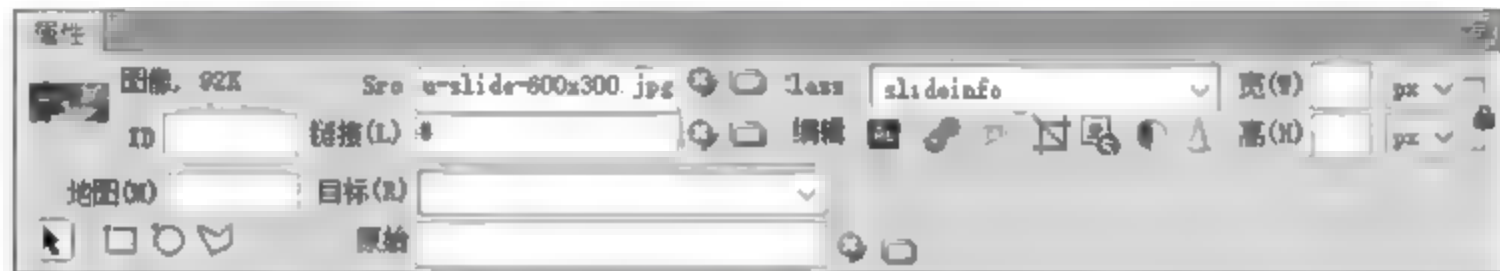 属性
图像, 92K Src u-slide-600x300.jpg Class slideinfo 宽(W) px
ID 链接(L) # 编辑 高(H) px
地图(M) 目标(R)
原始